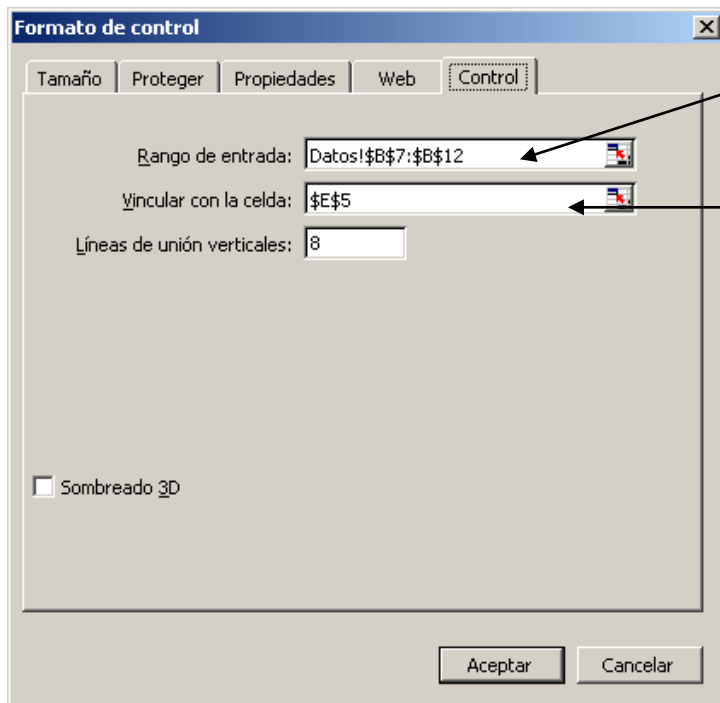 Formato de control
Tamaño Proteger Propiedades Web Control
Rango de entrada: Datos!$B$7:$B$12
Vincular con la celda: $E$5
Líneas de unión verticales: 8
Sombreado 3D
Aceptar Cancelar